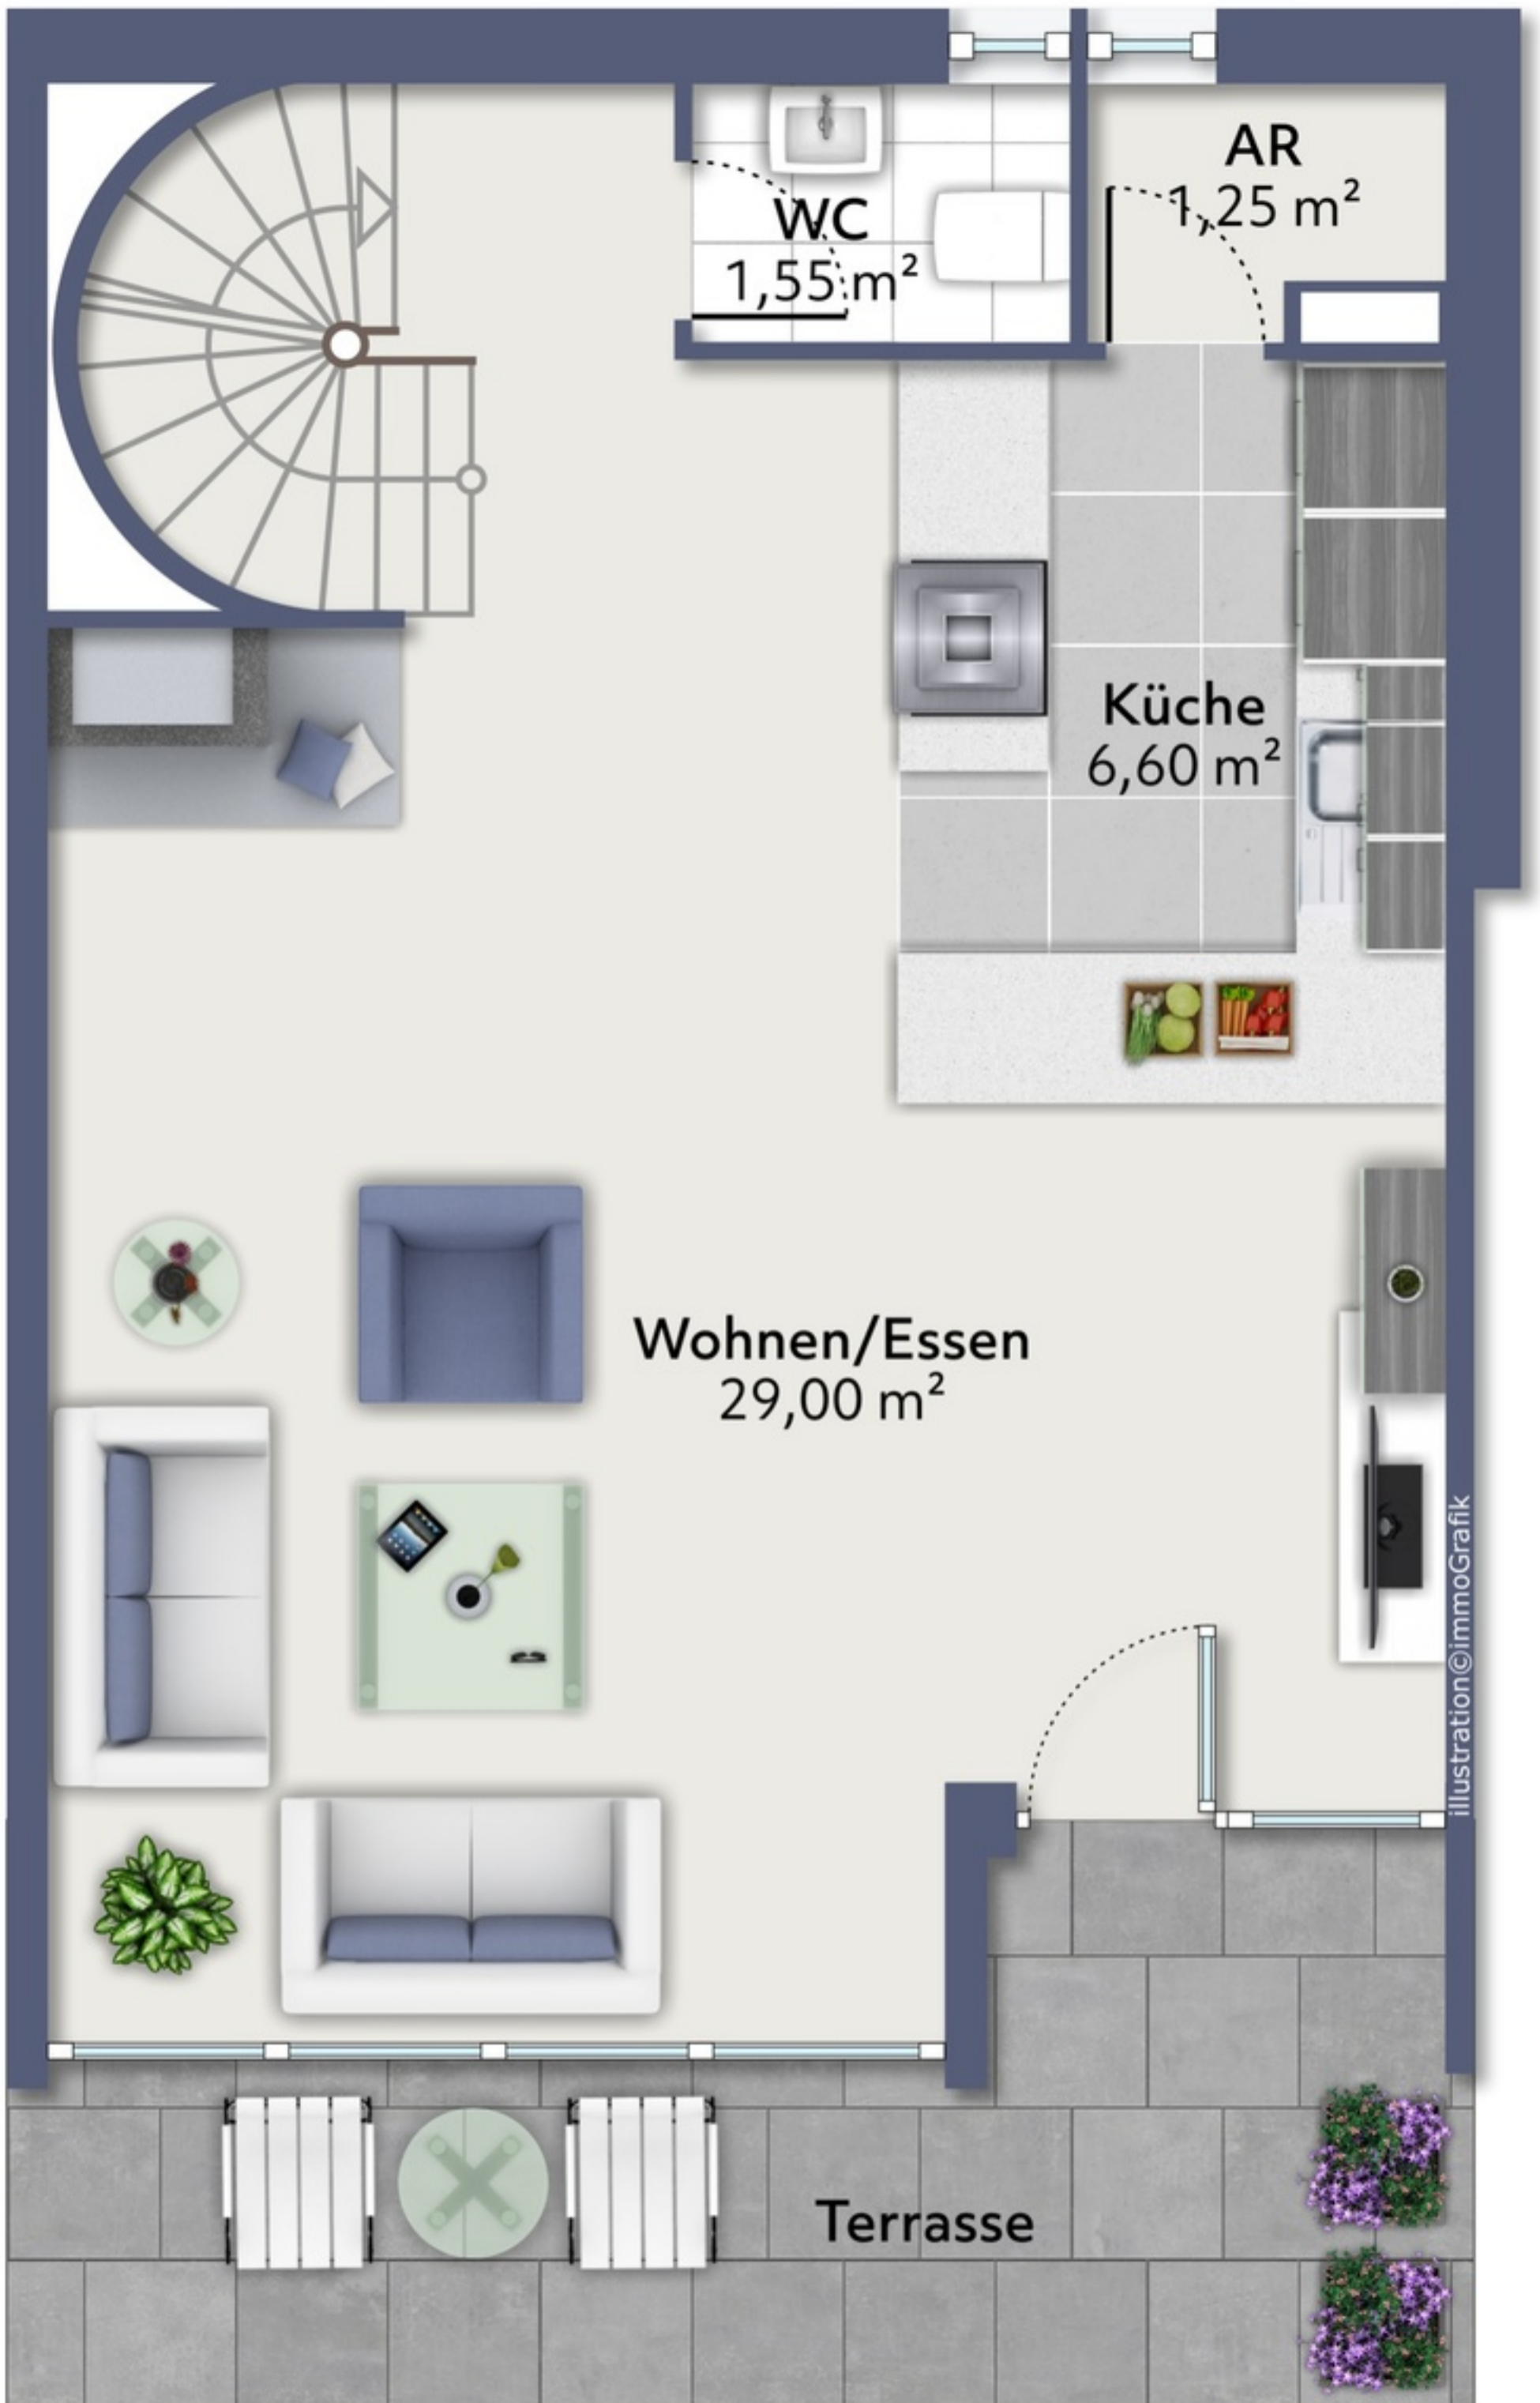 AR
1,25 m²
WC
1,55 m²
Küche
6,60 m²
Wohnen/Essen
29,00 m²
illustration©immoGrafik
Terrasse